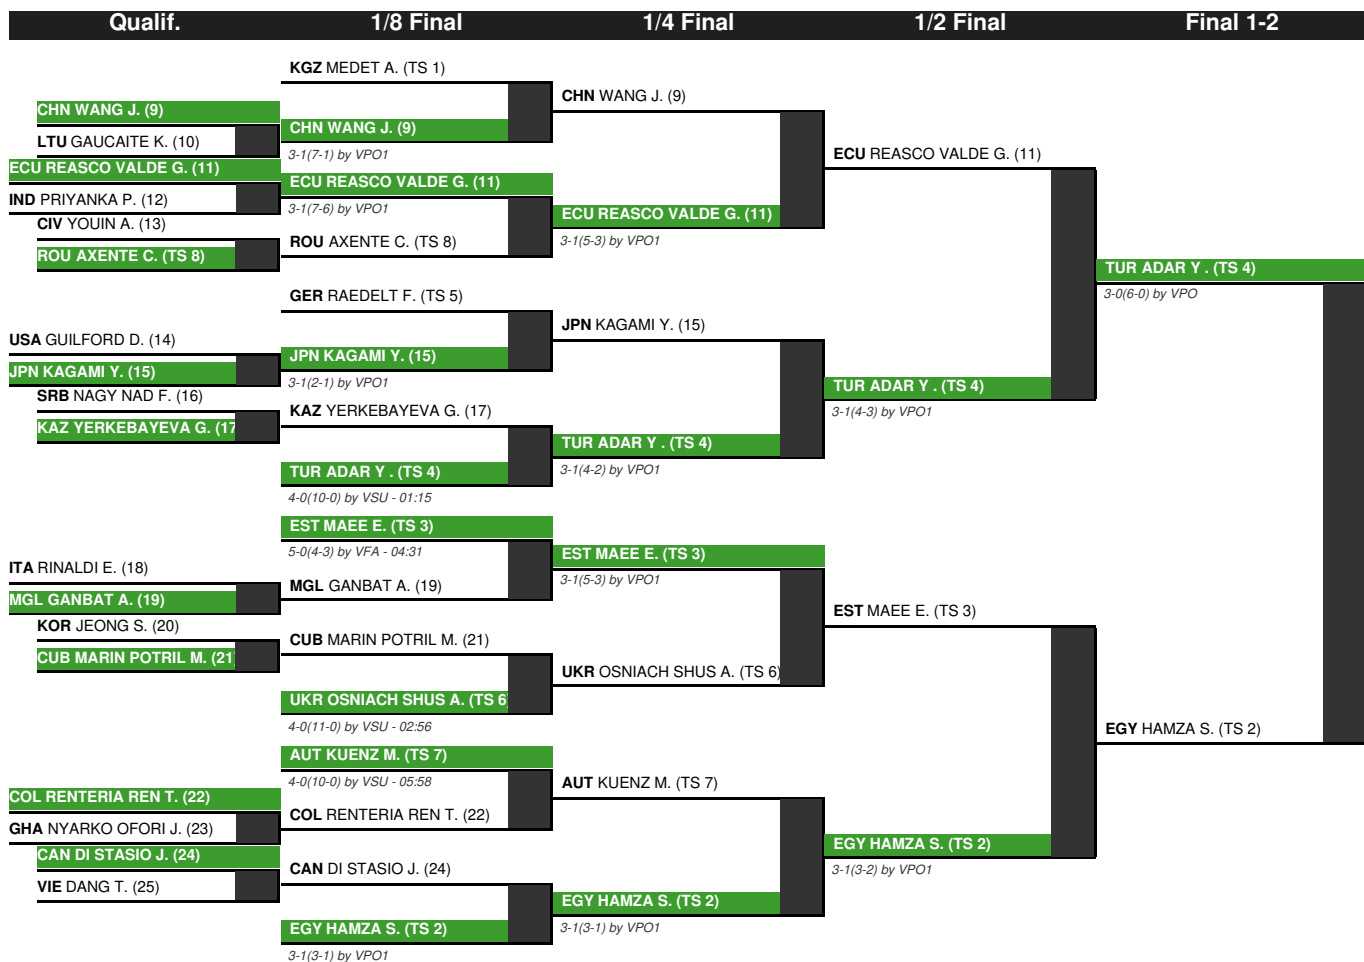 Qualif.
1/8 Final
1/4 Final
1/2 Final
Final 1-2
CHN WANG J. (9)
LTU GAUCAITE K. (10)
ECU REASCO VALDE G. (11)
IND PRIYANKA P. (12)
CIV YOUIN A. (13)
ROU AXENTE C. (TS 8)
USA GUILFORD D. (14)
JPN KAGAMI Y. (15)
SRB NAGY NAD F. (16)
KAZ YERKEBAYEVA G. (17
ITA RINALDI E. (18)
MGL GANBAT A. (19)
KOR JEONG S. (20)
CUB MARIN POTRIL M. (21
COL RENTERIA REN T. (22)
GHA NYARKO OFORI J. (23)
CAN DI STASIO J. (24)
VIE DANG T. (25)
KGZ MEDET A. (TS 1)
CHN WANG J. (9)
3-1(7-1) by VPO1
ECU REASCO VALDE G. (11)
3-1(7-6) by VPO1
ROU AXENTE C. (TS 8)
GER RAEDELT F. (TS 5)
JPN KAGAMI Y. (15)
3-1(2-1) by VPO1
KAZ YERKEBAYEVA G. (17)
TUR ADAR Y . (TS 4)
4-0(10-0) by VSU - 01:15
EST MAEE E. (TS 3)
5-0(4-3) by VFA - 04:31
MGL GANBAT A. (19)
CUB MARIN POTRIL M. (21)
UKR OSNIACH SHUS A. (TS 6
4-0(11-0) by VSU - 02:56
AUT KUENZ M. (TS 7)
4-0(10-0) by VSU - 05:58
COL RENTERIA REN T. (22)
CAN DI STASIO J. (24)
EGY HAMZA S. (TS 2)
3-1(3-1) by VPO1
CHN WANG J. (9)
ECU REASCO VALDE G. (11)
3-1(5-3) by VPO1
JPN KAGAMI Y. (15)
TUR ADAR Y . (TS 4)
3-1(4-2) by VPO1
EST MAEE E. (TS 3)
3-1(5-3) by VPO1
UKR OSNIACH SHUS A. (TS 6)
AUT KUENZ M. (TS 7)
EGY HAMZA S. (TS 2)
3-1(3-1) by VPO1
ECU REASCO VALDE G. (11)
TUR ADAR Y . (TS 4)
3-1(4-3) by VPO1
EST MAEE E. (TS 3)
EGY HAMZA S. (TS 2)
3-1(3-2) by VPO1
TUR ADAR Y . (TS 4)
3-0(6-0) by VPO
EGY HAMZA S. (TS 2)